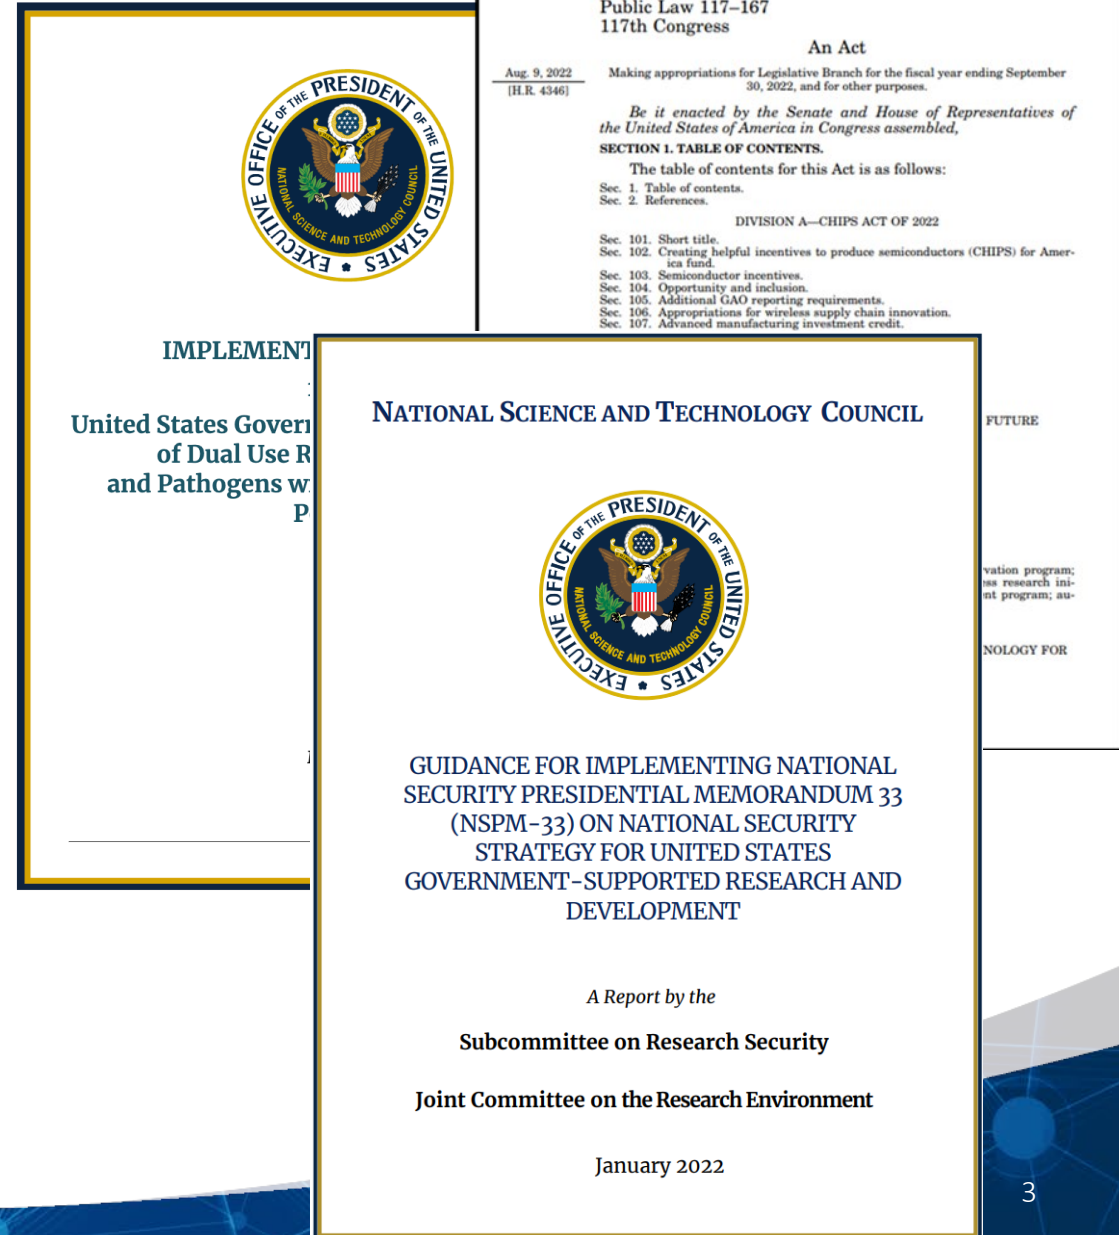 EXECUTIVE OFFICE OF THE PRESIDENT OF THE UNITED STATES
NATIONAL SCIENCE AND TECHNOLOGY COUNCIL
IMPLEMENT
United States Gover
of Dual Use R
and Pathogens w
P
Public Law 117–167
117th Congress
An Act
Aug. 9, 2022
[H.R. 4346]
Making appropriations for Legislative Branch for the fiscal year ending September
30, 2022, and for other purposes.
Be it enacted by the Senate and House of Representatives of
the United States of America in Congress assembled,
SECTION 1. TABLE OF CONTENTS.
The table of contents for this Act is as follows:
Sec. 1. Table of contents.
Sec. 2. References.
DIVISION A—CHIPS ACT OF 2022
Sec. 101. Short title.
Sec. 102. Creating helpful incentives to produce semiconductors (CHIPS) for Amer-
ica fund.
Sec. 103. Semiconductor incentives.
Sec. 104. Opportunity and inclusion.
Sec. 105. Additional GAO reporting requirements.
Sec. 106. Appropriations for wireless supply chain innovation.
Sec. 107. Advanced manufacturing investment credit.
FUTURE
vation program;
ess research ini-
nt program; au-
NOLOGY FOR
NATIONAL SCIENCE AND TECHNOLOGY COUNCIL
EXECUTIVE OFFICE OF THE PRESIDENT OF THE UNITED STATES
NATIONAL SCIENCE AND TECHNOLOGY COUNCIL
GUIDANCE FOR IMPLEMENTING NATIONAL
SECURITY PRESIDENTIAL MEMORANDUM 33
(NSPM-33) ON NATIONAL SECURITY
STRATEGY FOR UNITED STATES
GOVERNMENT-SUPPORTED RESEARCH AND
DEVELOPMENT
A Report by the
Subcommittee on Research Security
Joint Committee on the Research Environment
January 2022
3